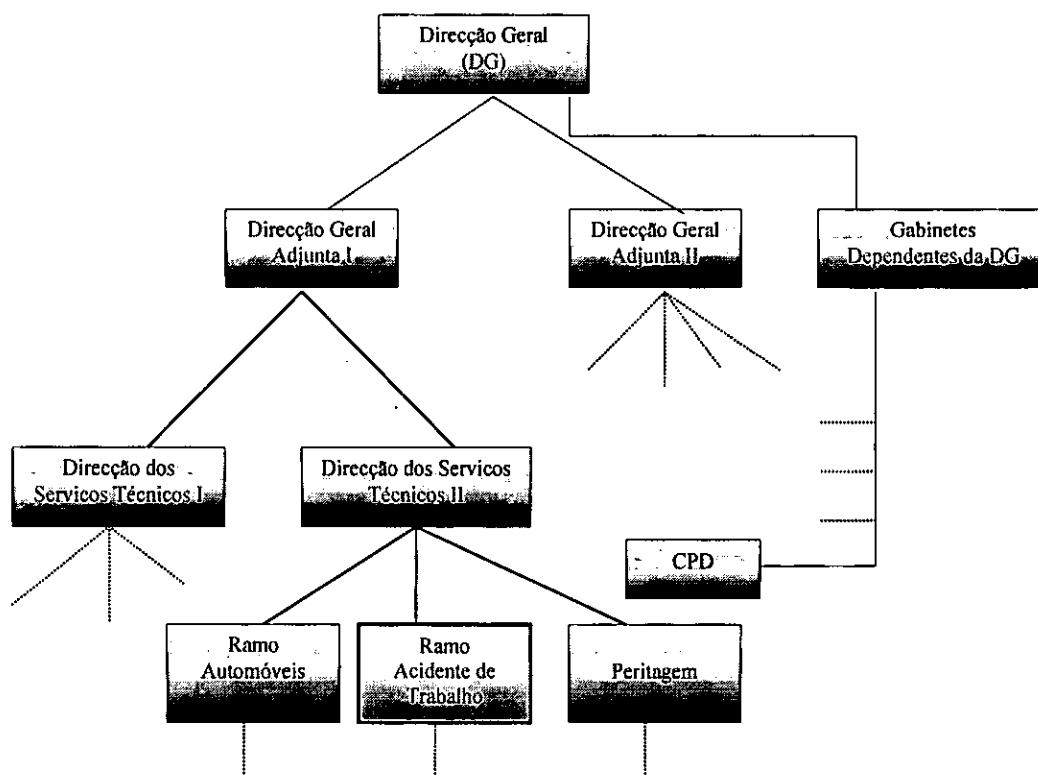 Direcção Geral
(DG)
Direcção Geral
Adjunta I
Direcção Geral
Adjunta II
Gabinetes
Dependentes da DG
Direcção dos
Servicos Técnicos I
Direcção dos Servicos
Técnicos II
CPD
Ramo
Automóveis
Ramo
Acidente de
Trabalho
Peritagem